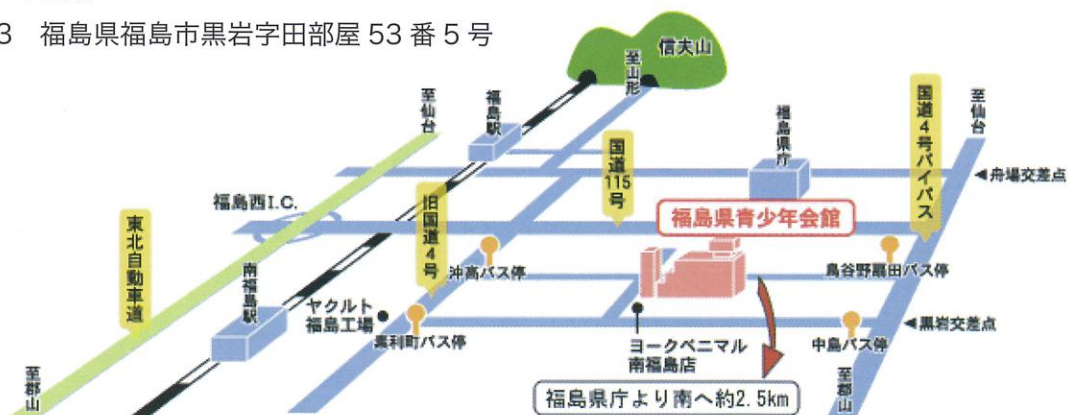 3 福島県福島市黒岩字田部屋 53 番 5 号
信夫山
至山形
至仙台
福島駅
国道4号バイパス
至仙台
福島県庁
国道115号
舟場交差点
福島西I.C.
旧国道4号
福島県青少年会館
東北自動車道
沖高バス停
鳥谷野扇田バス停
南福島駅
ヤクルト
福島工場
黒利町バス停
ヨークベニマル
南福島店
中島バス停
黒岩交差点
至郡山
福島県庁より南へ約2.5km
至郡山